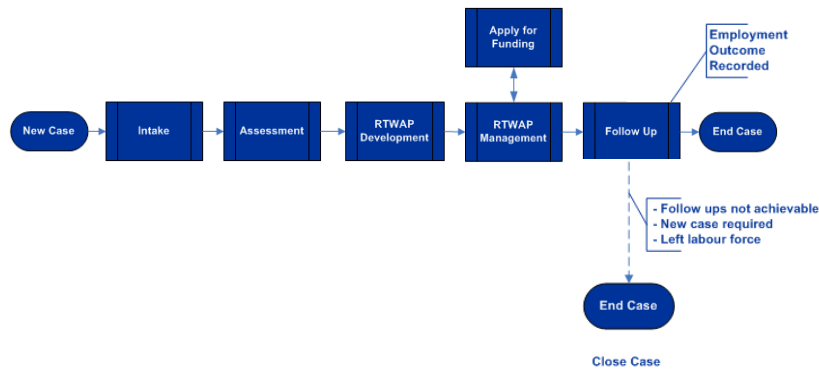 Apply for
Funding
Employment
Outcome
Recorded
New Case
Intake
Assessment
RTWAP
Development
RTWAP
Management
Follow Up
End Case
- Follow ups not achievable
- New case required
- Left labour force
End Case
Close Case